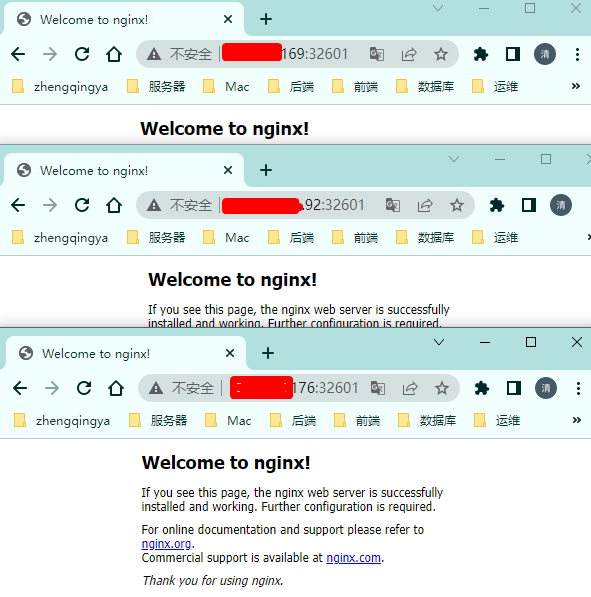 Welcome to nginx!
不安全 | 169:32601
清
zhengqingya 服务器 Mac 后端 前端 数据库 运维 »
Welcome to nginx!
Welcome to nginx!
不安全 | .92:32601
清
zhengqingya 服务器 Mac 后端 前端 数据库 运维
Welcome to nginx!
If you see this page, the nginx web server is successfully
installed and working. Further configuration is required.
Welcome to nginx!
不安全 | 176:32601
清
zhengqingya 服务器 Mac 后端 前端 数据库 运维 »
Welcome to nginx!
If you see this page, the nginx web server is successfully
installed and working. Further configuration is required.
For online documentation and support please refer to
nginx.org.
Commercial support is available at nginx.com.
Thank you for using nginx.